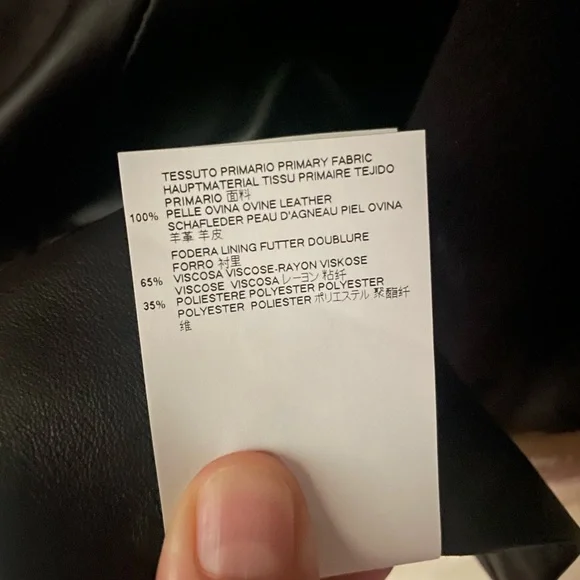 TESSUTO PRIMARIO PRIMARY FABRIC
HAUPTMATERIAL TISSU PRIMAIRE TEJIDO
PRIMARIO 面料
100% PELLE OVINA OVINE LEATHER
SCHAFLEDER PEAU D'AGNEAU PIEL OVINA
羊革 羊皮
FODERA LINING FUTTER DOUBLURE
FORRO 衬里
65% VISCOSA VISCOSE-RAYON VISKOSE
VISCOSE VISCOSA レーヨン 粘纤
35% POLIESTERE POLYESTER POLYESTER
POLYESTER POLIESTER ポリエステル 聚酯纤
维